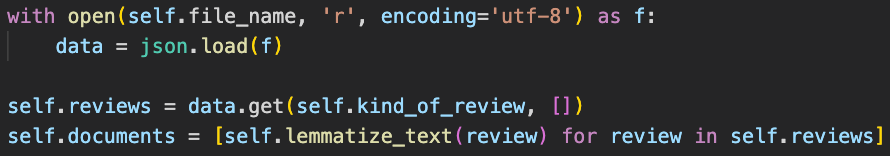 with open(self.file_name, 'r', encoding='utf-8') as f:
    data = json.load(f)

self.reviews = data.get(self.kind_of_review, [])
self.documents = [self.lemmatize_text(review) for review in self.reviews]